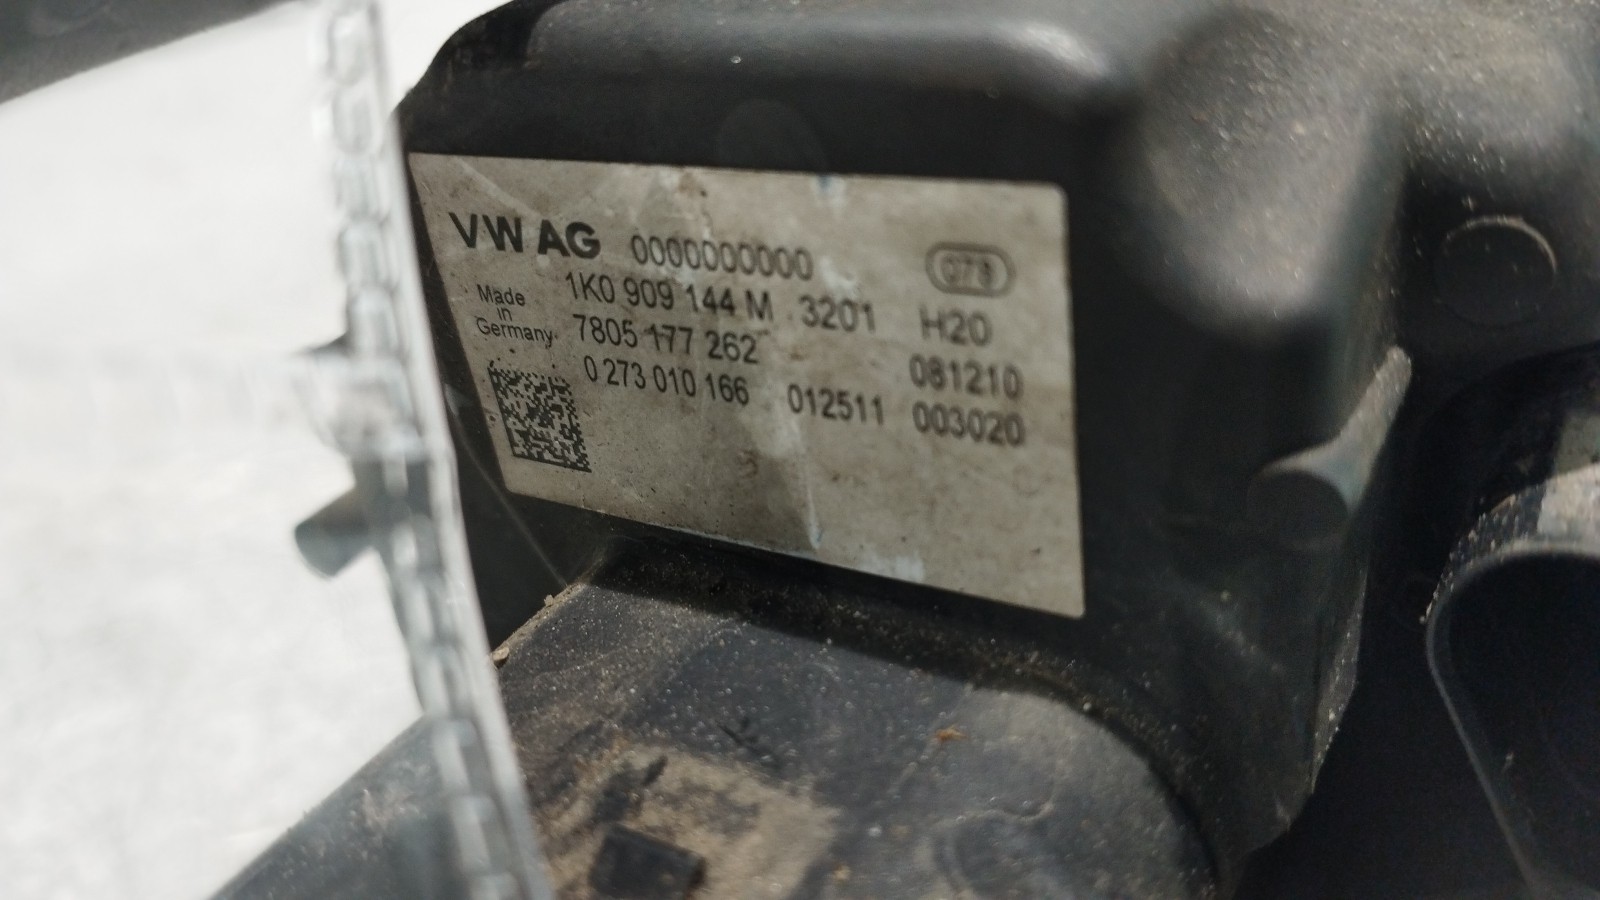 VW AG 0000000000
1K0 909 144 M 3201 H20
Made in Germany
7805 177 262 081210
0 273 010 166 012511 003020